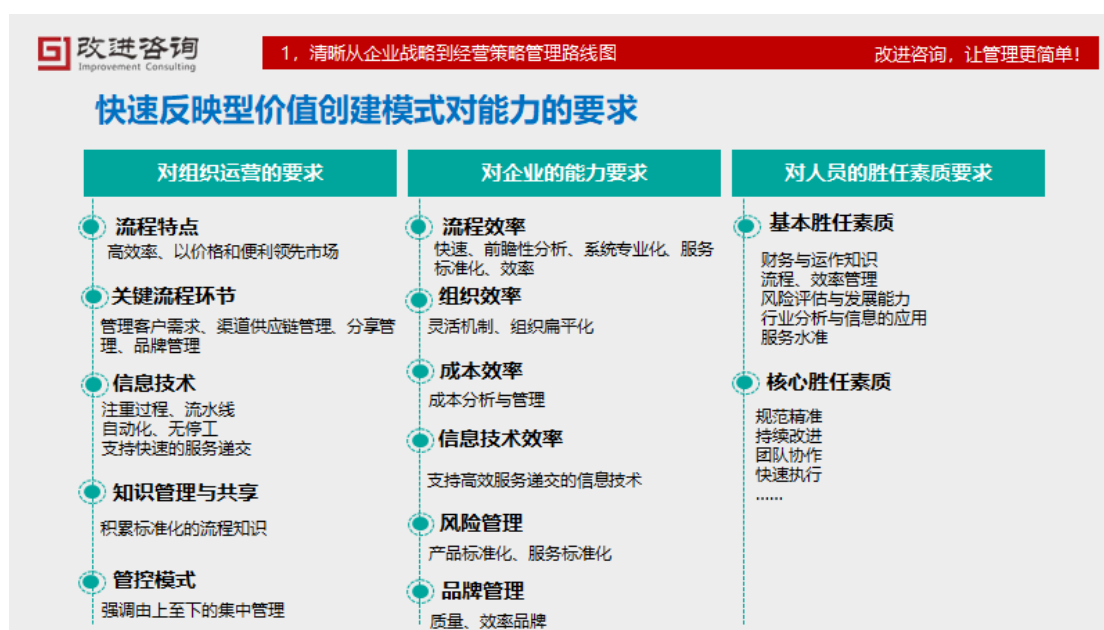 改进咨询
Improvement Consulting
1，清晰从企业战略到经营策略管理路线图
改进咨询，让管理更简单！
快速反映型价值创建模式对能力的要求
对组织运营的要求
流程特点
高效率、以价格和便利领先市场
关键流程环节
管理客户需求、渠道供应链管理、分享管
理、品牌管理
信息技术
注重过程、流水线
自动化、无停工
支持快速的服务递交
知识管理与共享
积累标准化的流程知识
管控模式
强调由上至下的集中管理
对企业的能力要求
流程效率
快速、前瞻性分析、系统专业化、服务
标准化、效率
组织效率
灵活机制、组织扁平化
成本效率
成本分析与管理
信息技术效率
支持高效服务递交的信息技术
风险管理
产品标准化、服务标准化
品牌管理
质量、效率品牌
对人员的胜任素质要求
基本胜任素质
财务与运作知识
流程、效率管理
风险评估与发展能力
行业分析与信息的应用
服务水准
核心胜任素质
规范精准
持续改进
团队协作
快速执行
......